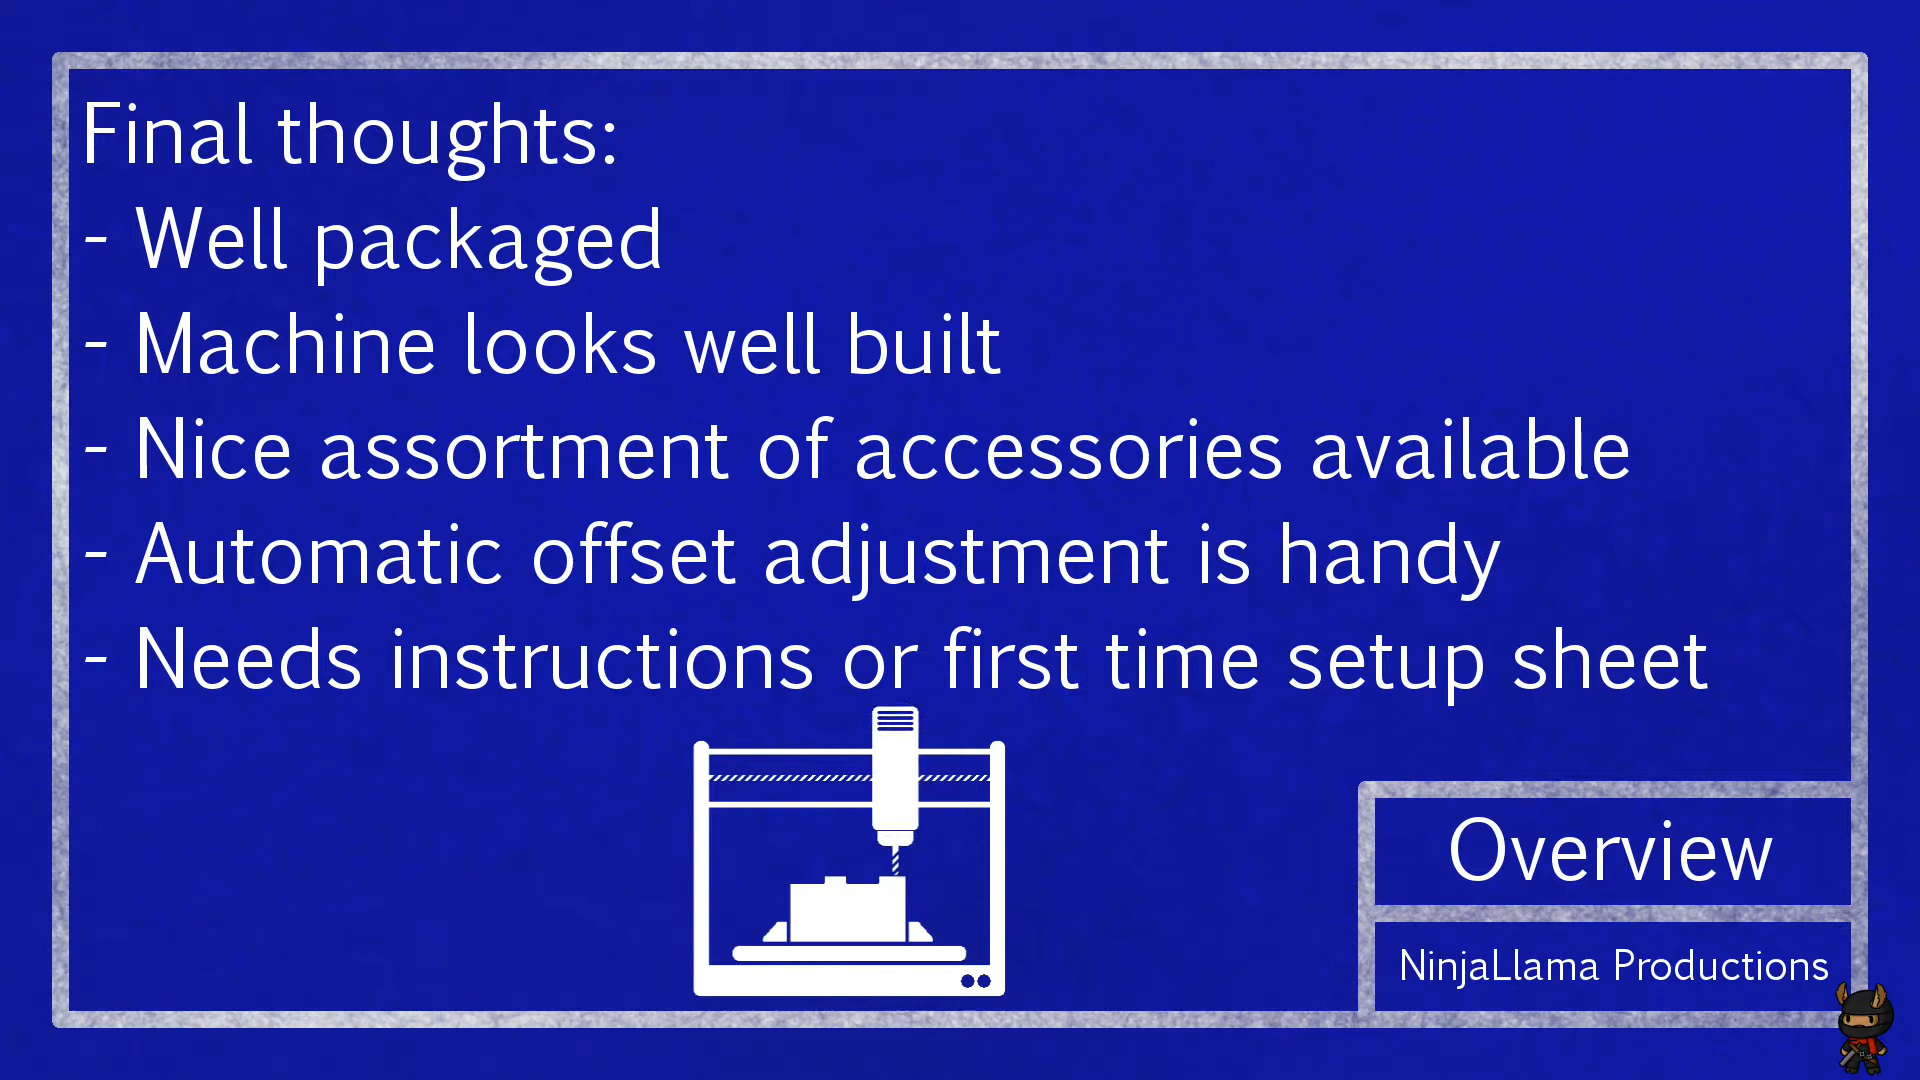 Final thoughts:
- Well packaged
- Machine looks well built
- Nice assortment of accessories available
- Automatic offset adjustment is handy
- Needs instructions or first time setup sheet
Overview
NinjaLlama Productions